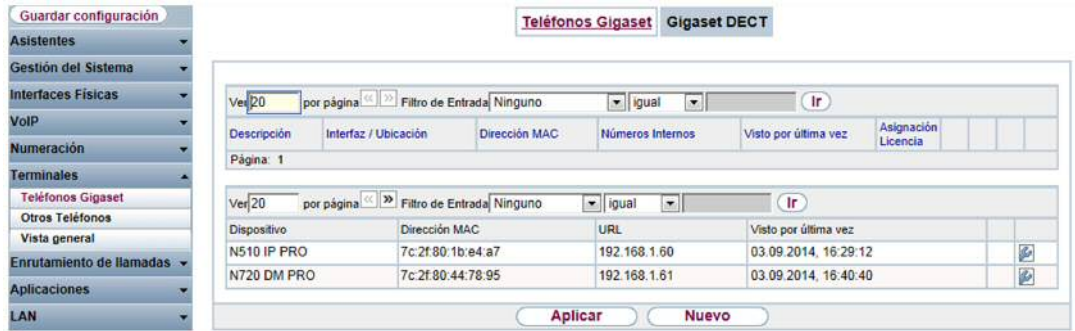 Guardar configuración
Asistentes
Gestión del Sistema
Interfaces Físicas
VoIP
Numeración
Terminales
Teléfonos Gigaset
Otros Teléfonos
Vista general
Enrutamiento de llamadas
Aplicaciones
LAN
Teléfonos Gigaset Gigaset DECT
Ver 20 por página << >> Filtro de Entrada Ninguno igual Ir
Descripción Interfaz / Ubicación Dirección MAC Números Internos Visto por última vez Asignación Licencia
Página: 1
Ver 20 por página << >> Filtro de Entrada Ninguno igual Ir
Dispositivo Dirección MAC URL Visto por última vez
N510 IP PRO 7c:2f:80:1b:e4:a7 192.168.1.60 03.09.2014, 16:29:12
N720 DM PRO 7c:2f:80:44:78:95 192.168.1.61 03.09.2014, 16:40:40
Aplicar Nuevo